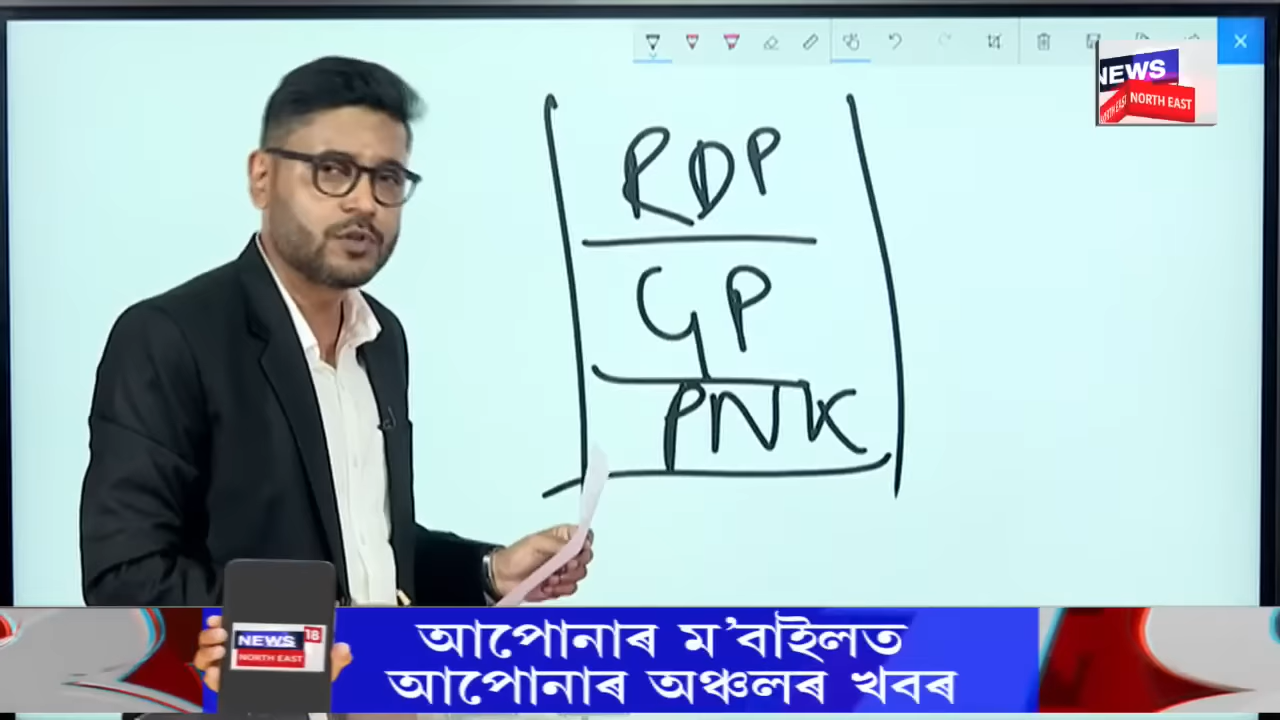 NEWS
NORTH EAST
RDP
GP
PNK
NEWS 18
NORTH EAST
আপোনাৰ ম'বাইলত
আপোনাৰ অঞ্চলৰ খবৰ